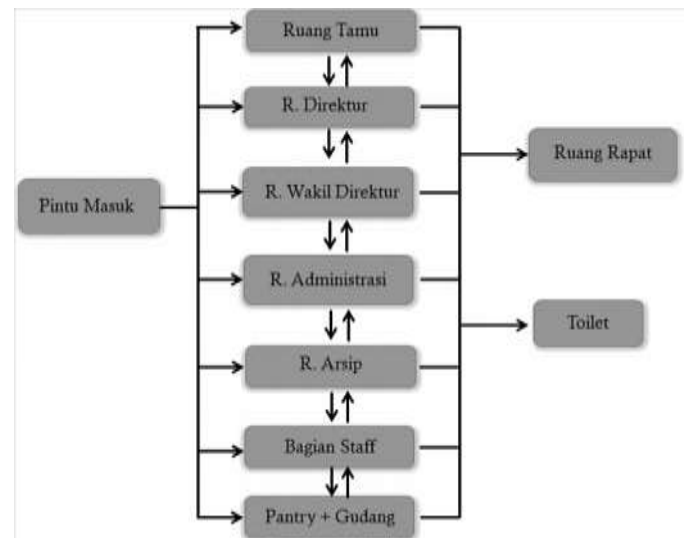 Ruang Tamu
R. Direktur
Ruang Rapat
R. Wakil Direktur
Pintu Masuk
R. Administrasi
Toilet
R. Arsip
Bagian Staff
Pantry + Gudang